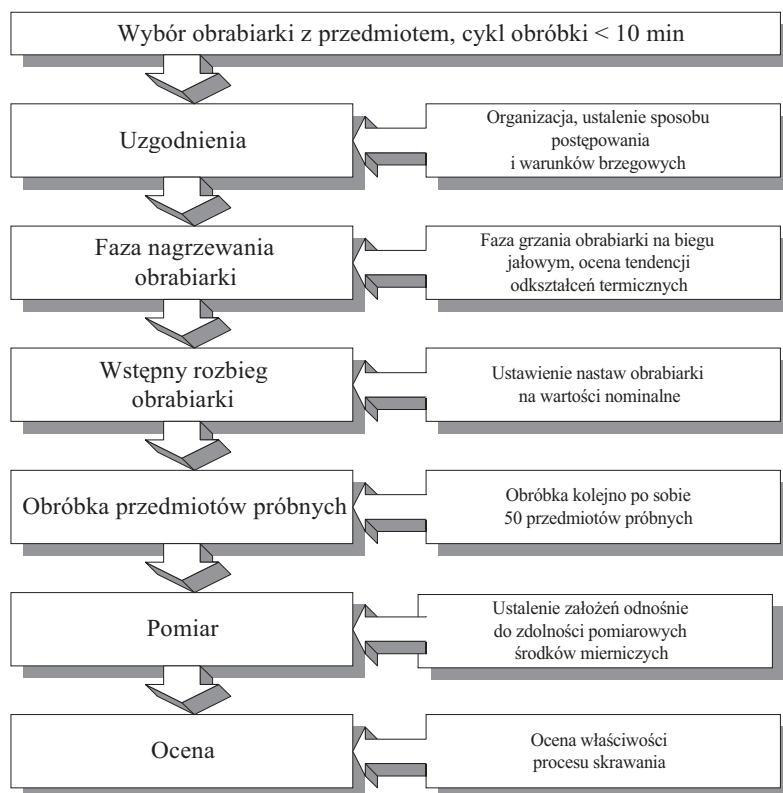 Wybór obrabiarki z przedmiotem, cykl obróbki < 10 min
Uzgodnienia
Organizacja, ustalenie sposobu
postępowania
i warunków brzegowych
Faza nagrzewania
obrabiarki
Faza grzania obrabiarki na biegu
jałowym, ocena tendencji
odkształceń termicznych
Wstępny rozbieg
obrabiarki
Ustawienie nastaw obrabiarki
na wartości nominalne
Obróbka przedmiotów próbnych
Obróbka kolejno po sobie
50 przedmiotów próbnych
Pomiar
Ustalenie założeń odnośnie
do zdolności pomiarowych
środków mierniczych
Ocena
Ocena właściwości
procesu skrawania